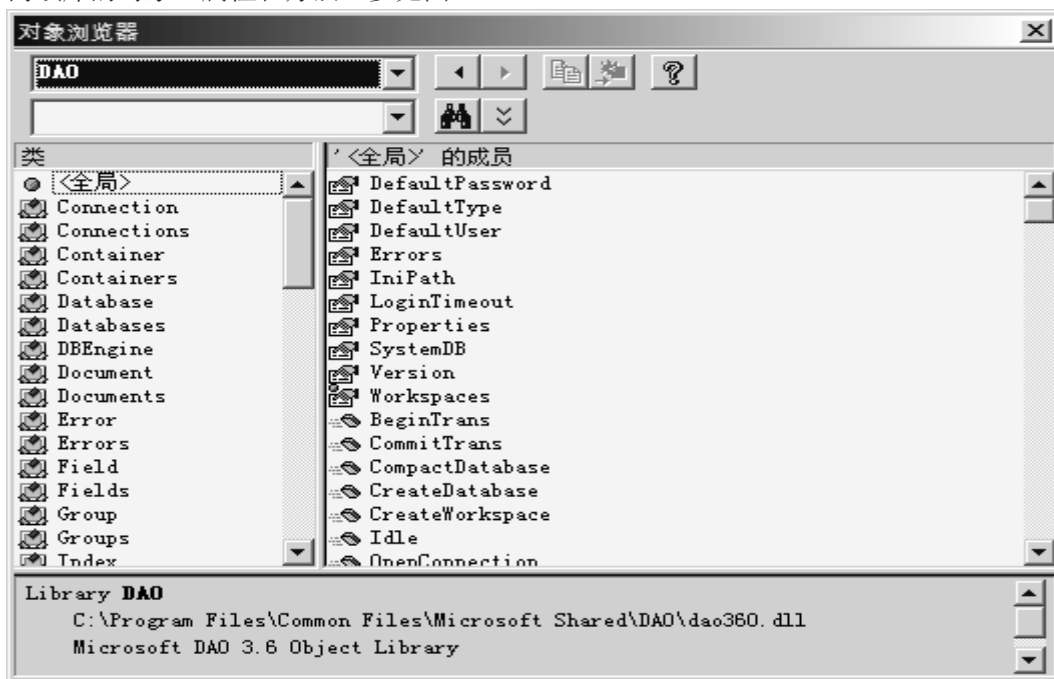 对象浏览器
DAO
类
'<全局>' 的成员
<全局>
Connection
Connections
Container
Containers
Database
Databases
DBEngine
Document
Documents
Error
Errors
Field
Fields
Group
Groups
Index
DefaultPassword
DefaultType
DefaultUser
Errors
IniPath
LoginTimeout
Properties
SystemDB
Version
Workspaces
BeginTrans
CommitTrans
CompactDatabase
CreateDatabase
CreateWorkspace
Idle
OpenConnection
Library DAO
C:\Program Files\Common Files\Microsoft Shared\DAO\dao360.dll
Microsoft DAO 3.6 Object Library